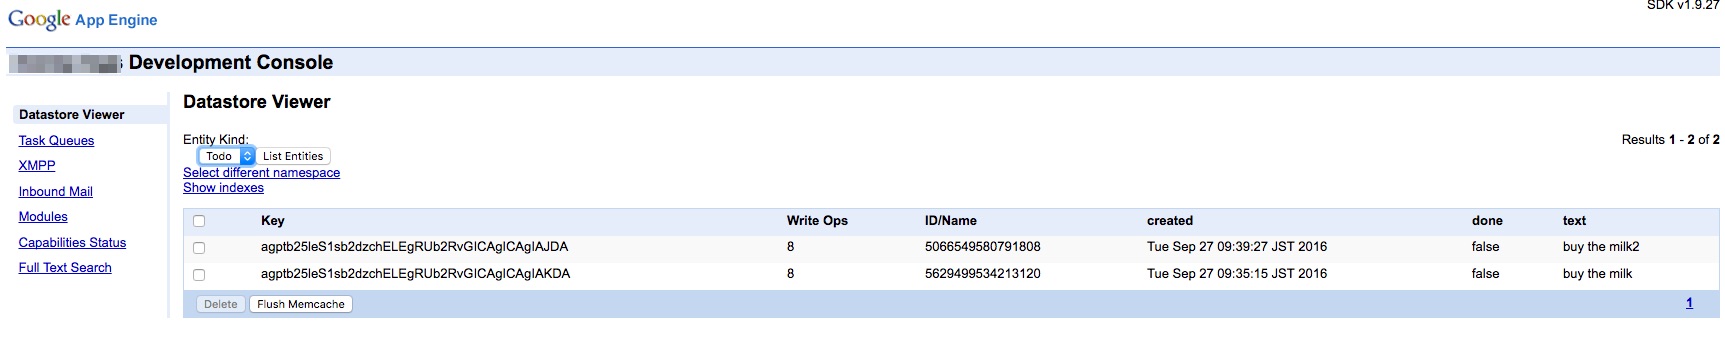 SDK v1.9.27
Google App Engine
Development Console
Datastore Viewer
Task Queues
XMPP
Inbound Mail
Modules
Capabilities Status
Full Text Search
Datastore Viewer
Entity Kind:
Results 1 - 2 of 2
Todo List Entities
Select different namespace
Show indexes
Key Write Ops ID/Name created done text
agptb25leS1sb2dzchELEgRUb2RvGICAgICAgIAJDA 8 5066549580791808 Tue Sep 27 09:39:27 JST 2016 false buy the milk2
agptb25leS1sb2dzchELEgRUb2RvGICAgICAgIAKDA 8 5629499534213120 Tue Sep 27 09:35:15 JST 2016 false buy the milk
Delete Flush Memcache 1